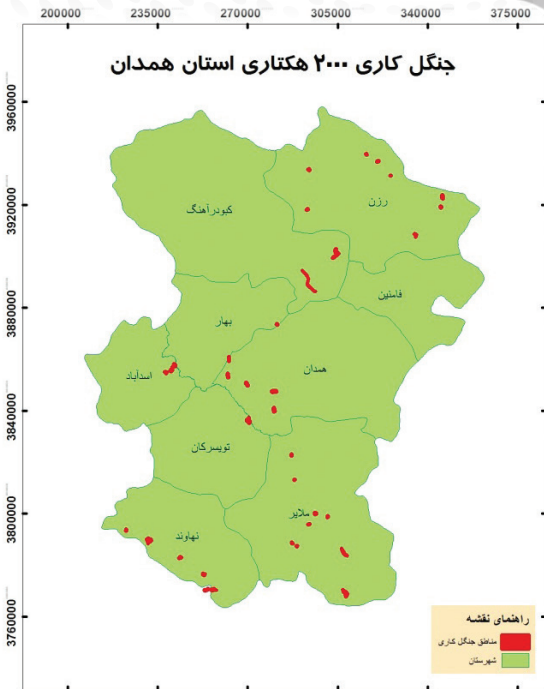 200000 235000 270000 305000 340000 375000
جنگل کاری ۲۰۰۰ هکتاری استان همدان
3960000
3920000
3880000
3840000
3800000
3760000
رزن
کبودرآهنگ
فامنین
بهار
همدان
اسدآباد
تویسرکان
ملایر
نهاوند
راهنمای نقشه
مناطق جنگل کاری
شهرستان